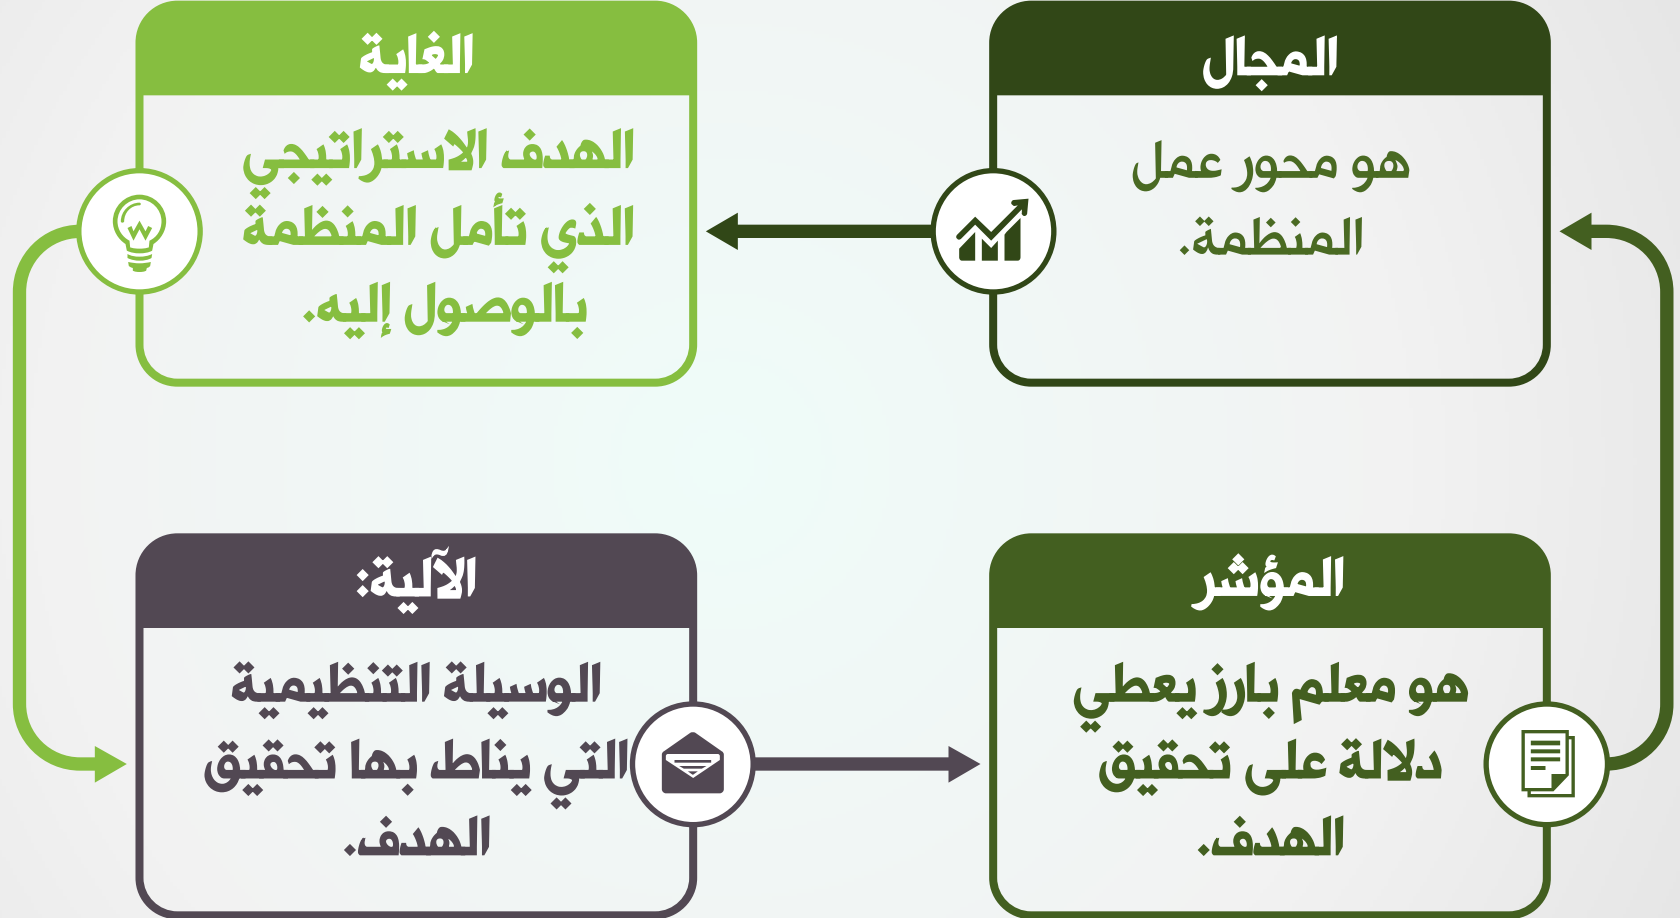 المجال
هو محور عمل
المنظمة.
الغاية
الهدف الاستراتيجي
الذي تأمل المنظمة
بالوصول إليه.
الآلية:
الوسيلة التنظيمية
التي يناط بها تحقيق
الهدف.
المؤشر
هو معلم بارز يعطي
دلالة على تحقيق
الهدف.